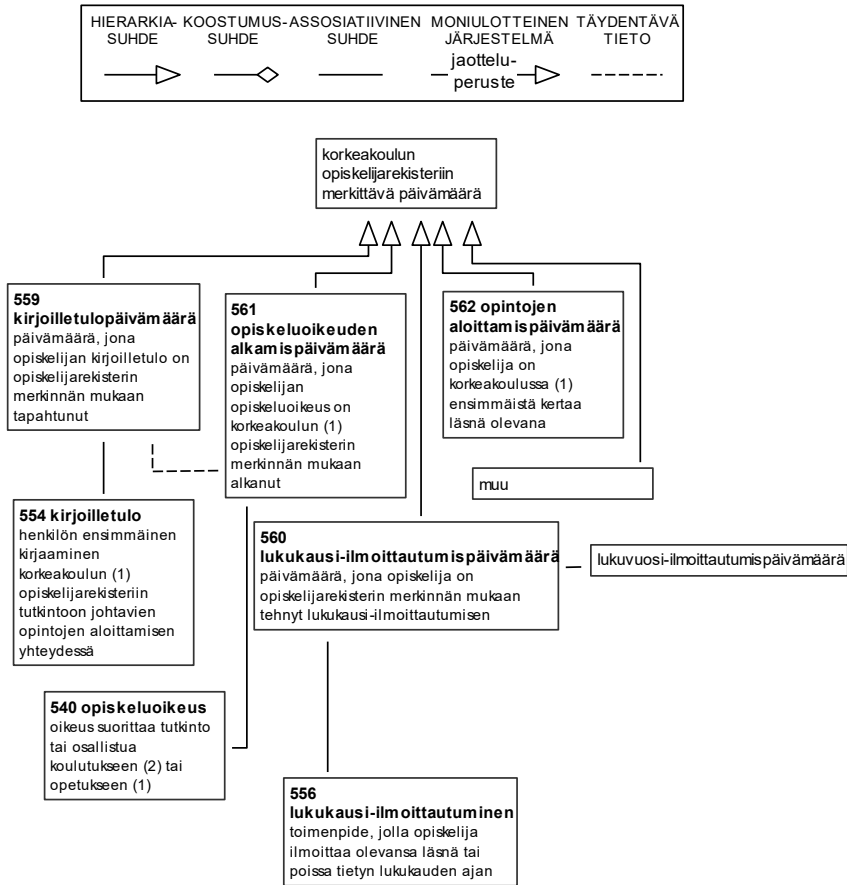 HIERARKIA-
SUHDE
KOOSTUMUS-
SUHDE
ASSOSIATIIVINEN
SUHDE
MONIULOTTEINEN
JÄRJESTELMÄ
jaottelu-
peruste
TÄYDENTÄVÄ
TIETO
korkeakoulun
opiskelijarekisteriin
merkittävä päivämäärä
559
kirjoilletulopäivämäärä
päivämäärä, jona
opiskelijan kirjoilletulo on
opiskelijarekisterin
merkinnän mukaan
tapahtunut
561
opiskeluoikeuden
alkamispäivämäärä
päivämäärä, jona
opiskelijan
opiskeluoikeus on
korkeakoulun (1)
opiskelijarekisterin
merkinnän mukaan
alkanut
562 opintojen
aloittamispäivämäärä
päivämäärä, jona
opiskelija on
korkeakoulussa (1)
ensimmäistä kertaa
läsnä olevana
muu
554 kirjoilletulo
henkilön ensimmäinen
kirjaaminen
korkeakoulun (1)
opiskelijarekisteriin
tutkintoon johtavien
opintojen aloittamisen
yhteydessä
560
lukukausi-ilmoittautumispäivämäärä
päivämäärä, jona opiskelija on
opiskelijarekisterin merkinnän mukaan
tehnyt lukukausi-ilmoittautumisen
lukuvuosi-ilmoittautumispäivämäärä
540 opiskeluoikeus
oikeus suorittaa tutkinto
tai osallistua
koulutukseen (2) tai
opetukseen (1)
556
lukukausi-ilmoittautuminen
toimenpide, jolla opiskelija
ilmoittaa olevansa läsnä tai
poissa tietyn lukukauden ajan